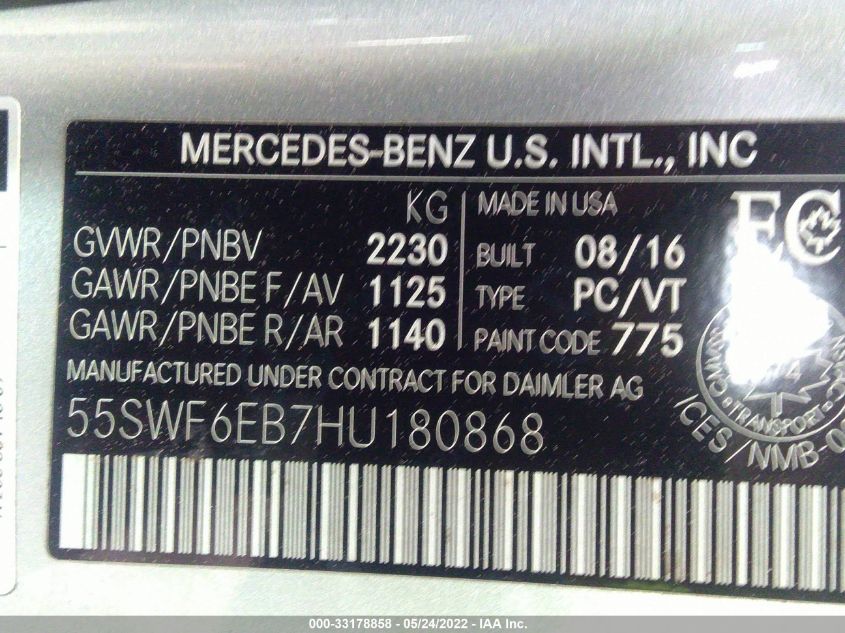 MERCEDES-BENZ U.S. INTL., INC
KG
GVWR/PNBV 2230
GAWR/PNBE F/AV 1125
GAWR/PNBE R/AR 1140
MADE IN USA
BUILT 08/16
TYPE PC/VT
PAINT CODE 775
MANUFACTURED UNDER CONTRACT FOR DAIMLER AG
55SWF6EB7HU180868
TRANSPORT
ICES/NMB-0
000-33178858 - 05/24/2022 - IAA Inc.